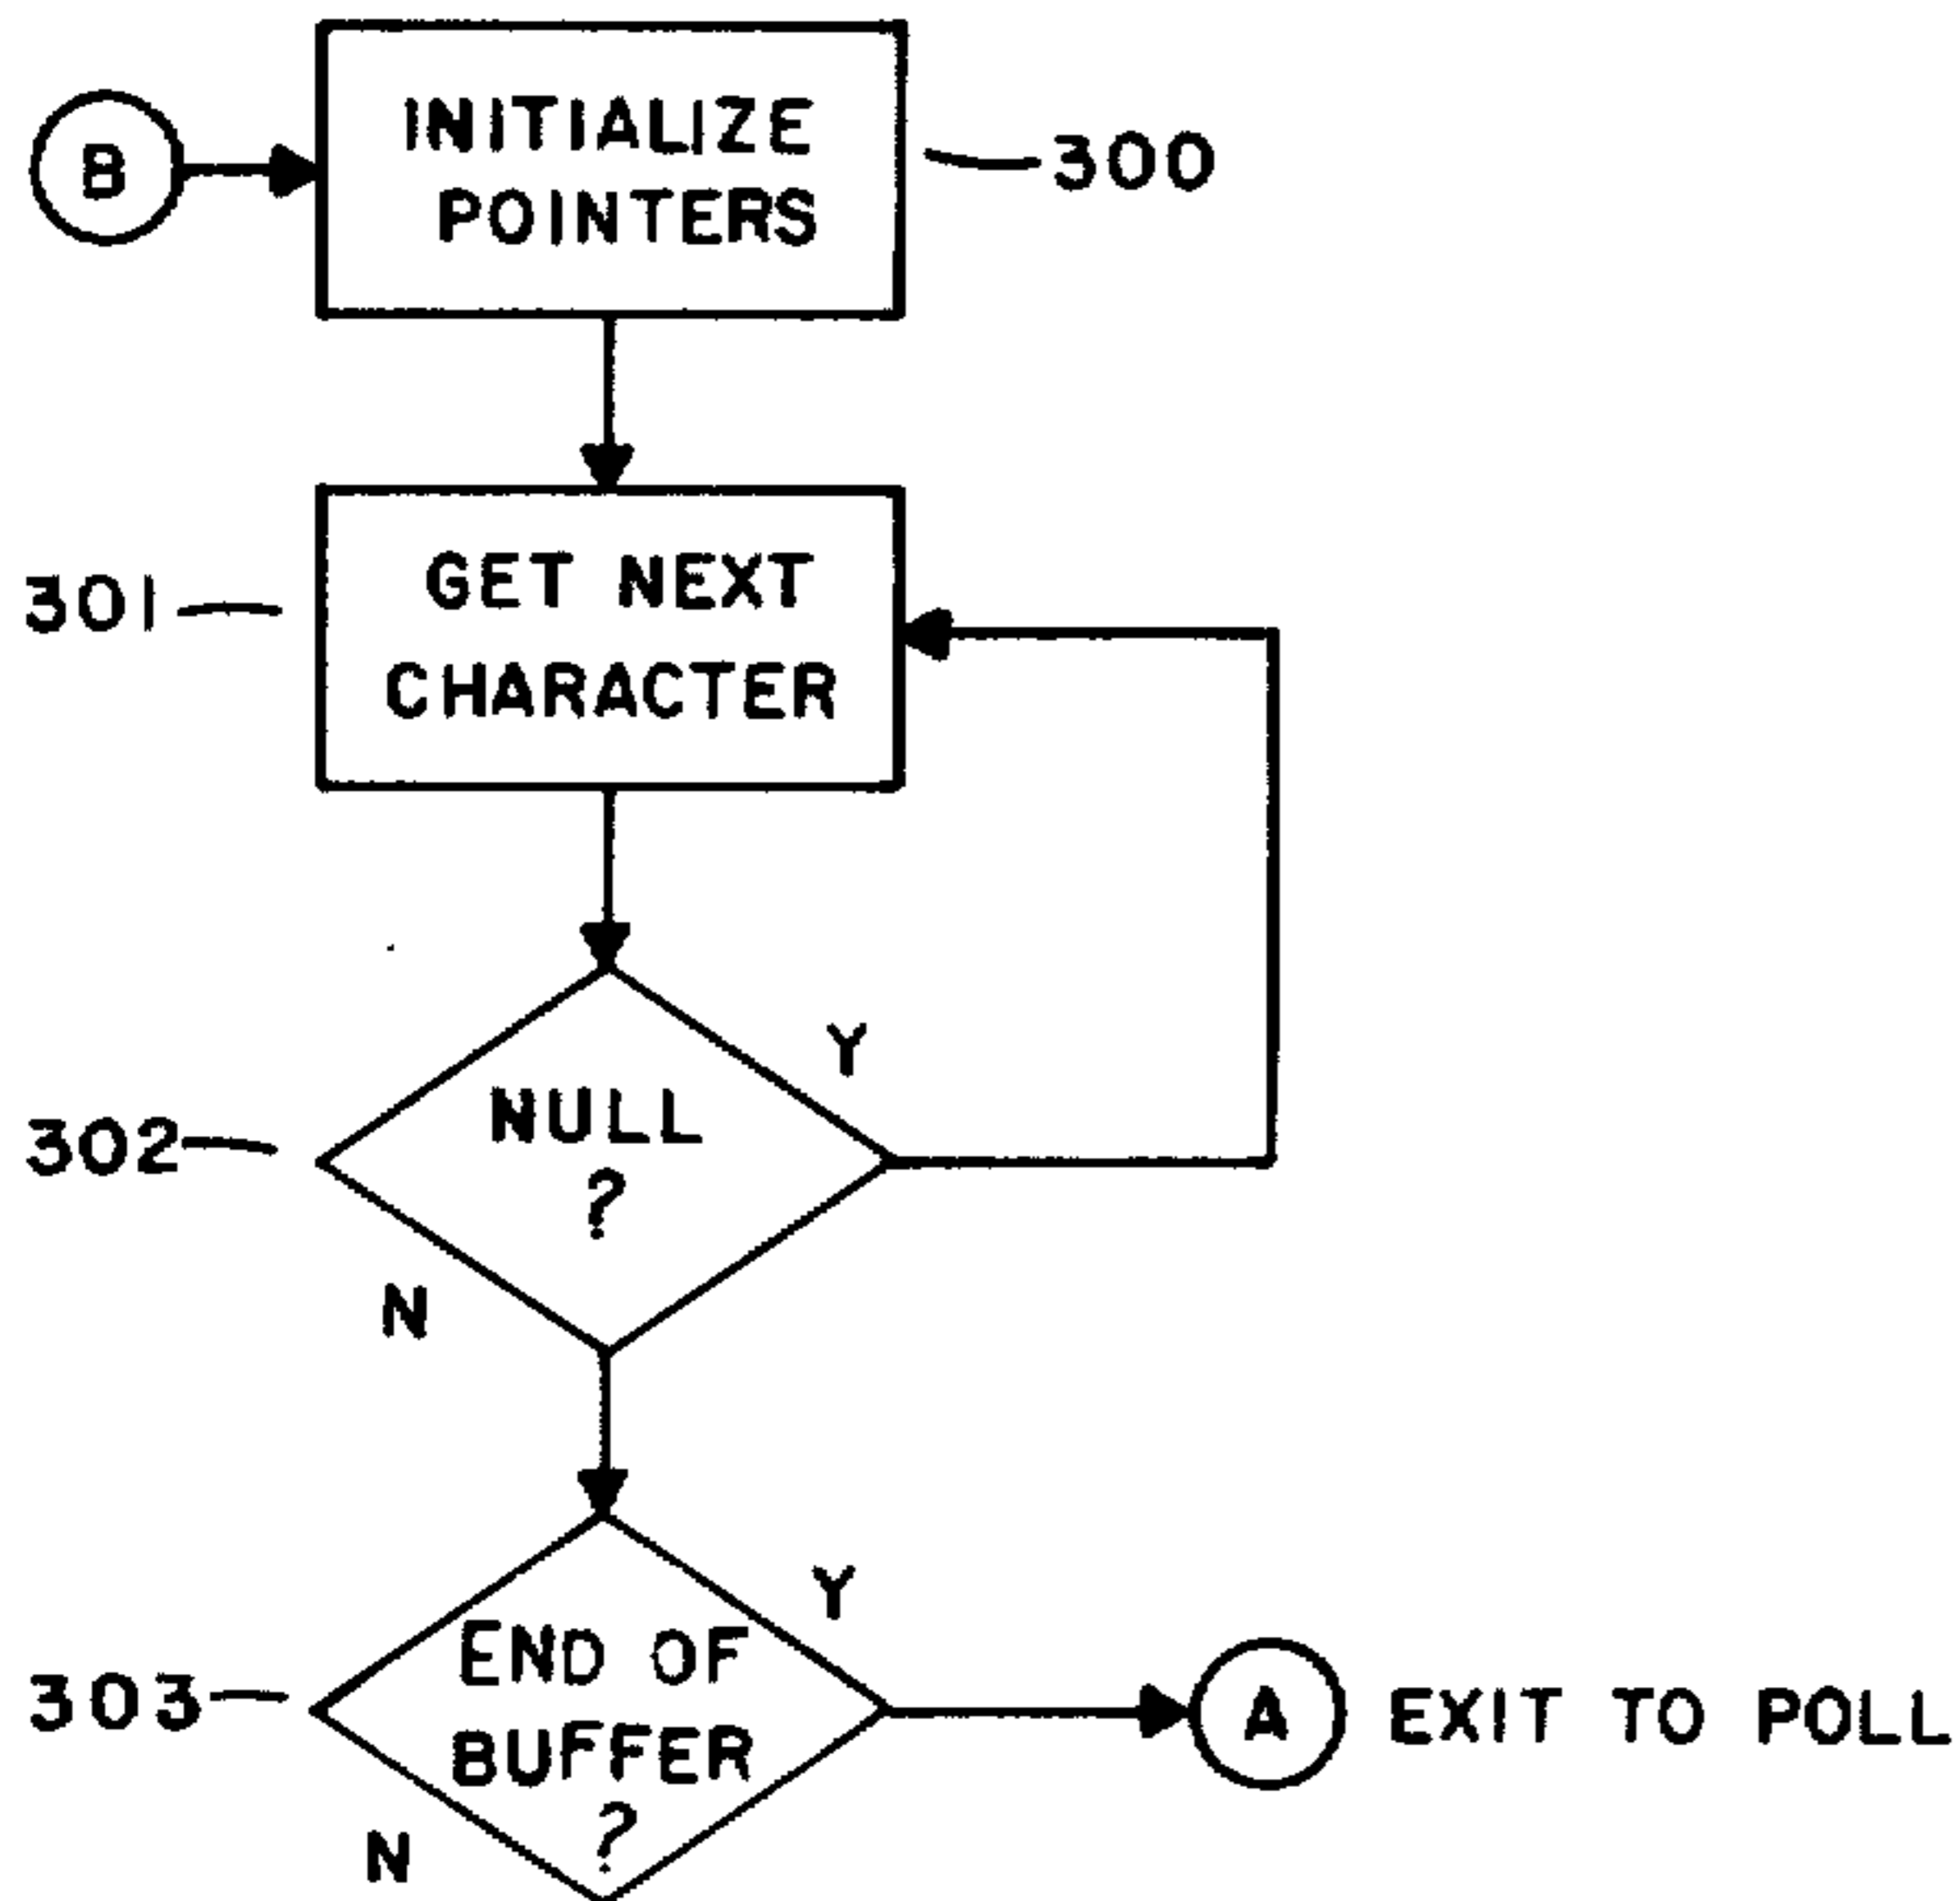 INITIALIZE
POINTERS
B
300
GET NEXT
CHARACTER
301
Y
NULL
?
302
N
Y
END OF
BUFFER
?
303
N
A
EXIT TO POLL